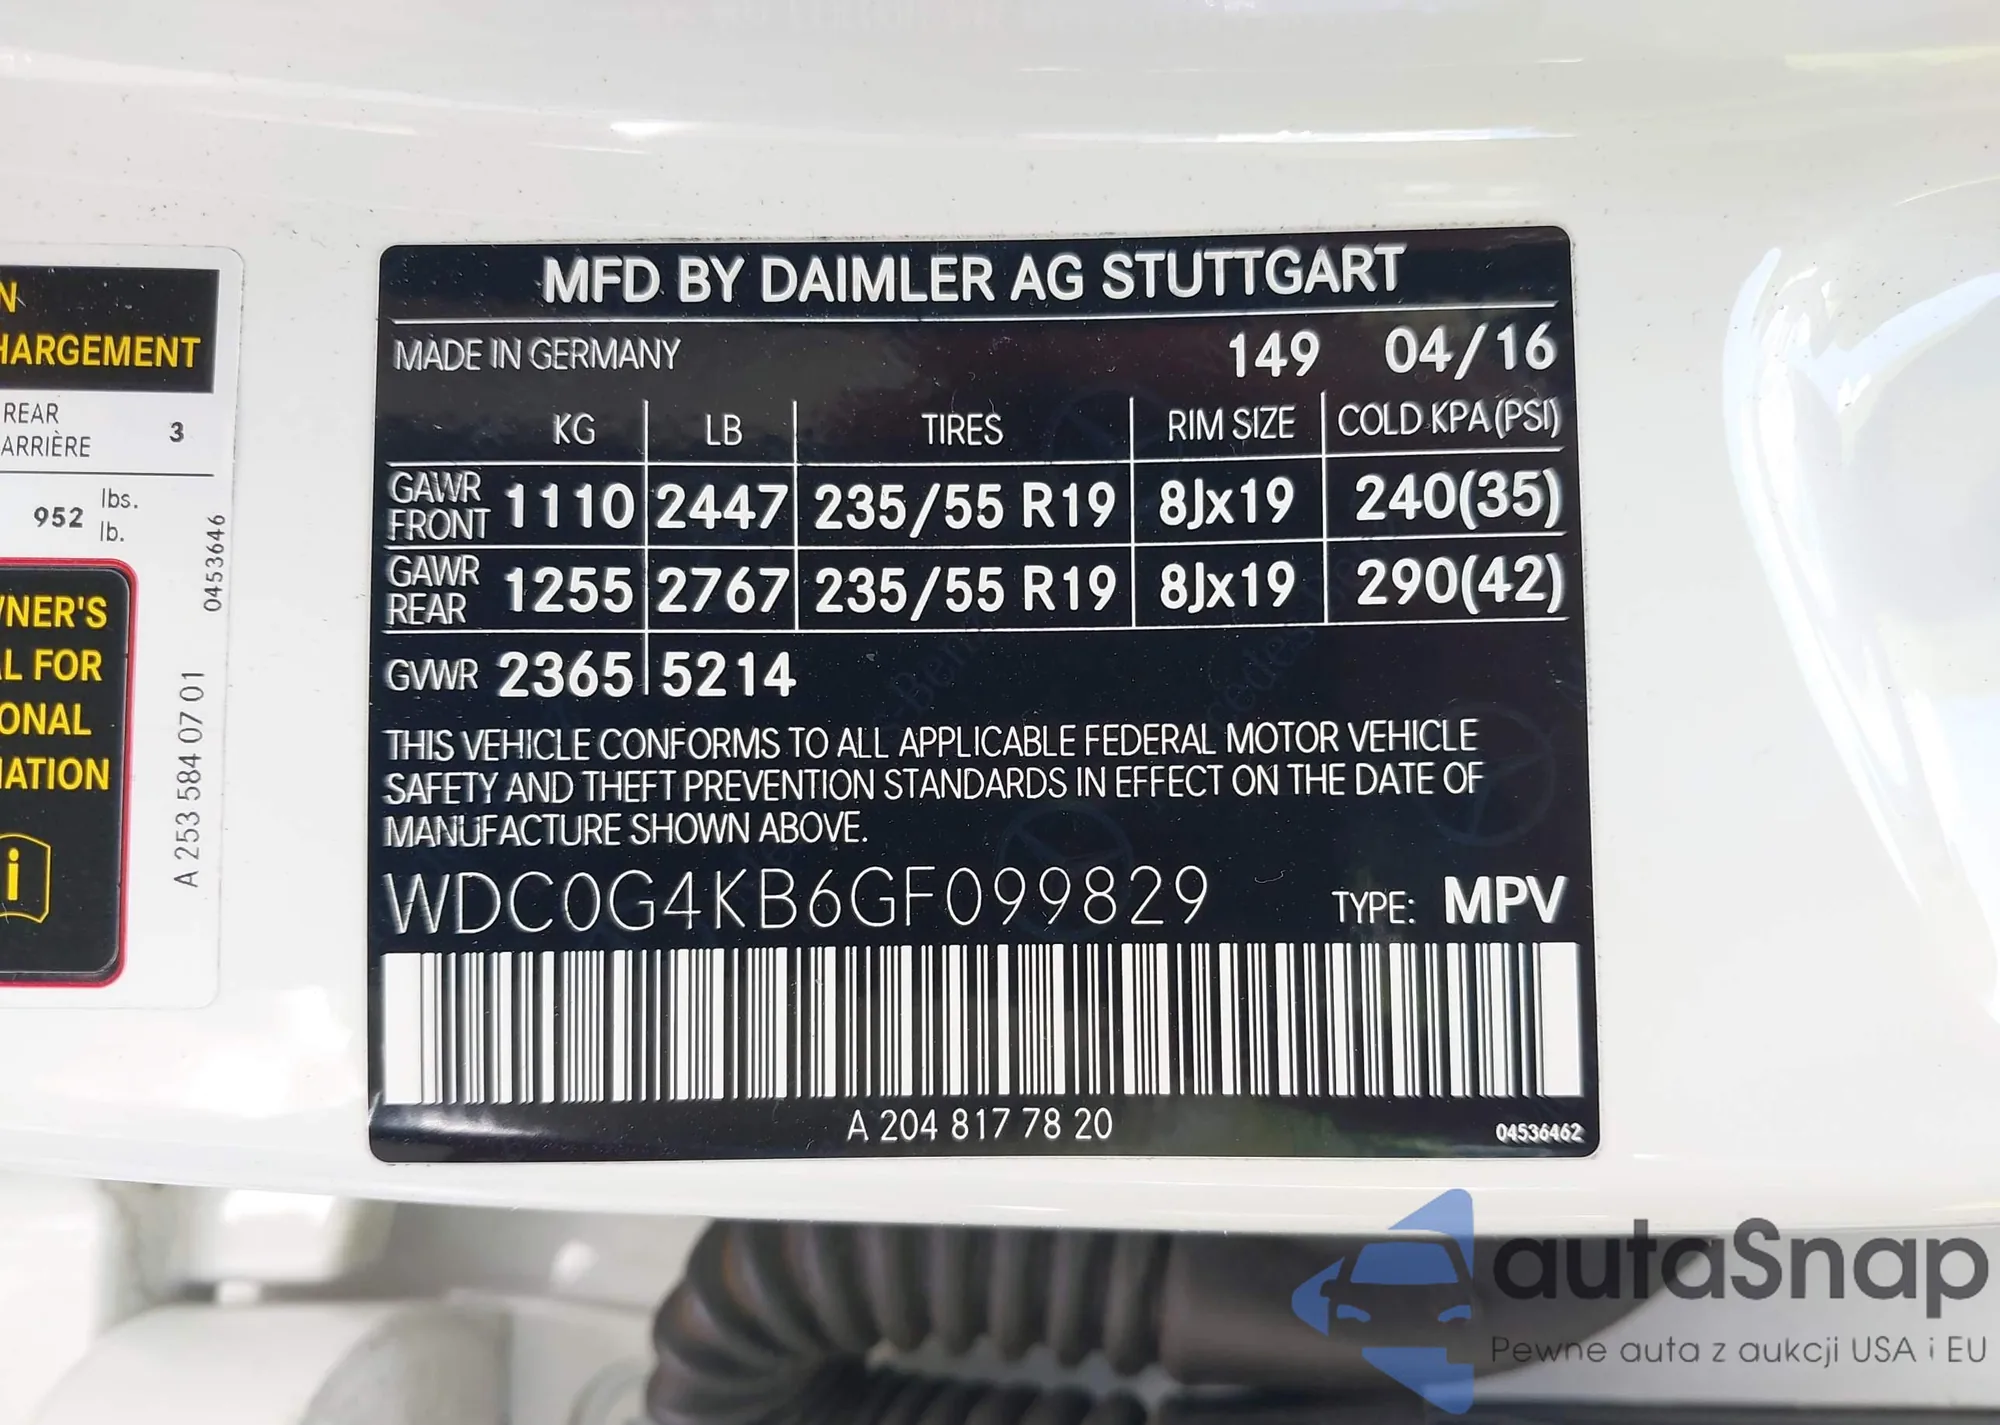 MFD BY DAIMLER AG STUTTGART
MADE IN GERMANY 149 04/16
KG LB TIRES RIM SIZE COLD KPA (PSI)
GAWR FRONT 1110 2447 235/55 R19 8Jx19 240(35)
GAWR REAR 1255 2767 235/55 R19 8Jx19 290(42)
GVWR 2365 5214
THIS VEHICLE CONFORMS TO ALL APPLICABLE FEDERAL MOTOR VEHICLE
SAFETY AND THEFT PREVENTION STANDARDS IN EFFECT ON THE DATE OF
MANUFACTURE SHOWN ABOVE.
WDC0G4KB6GF099829 TYPE: MPV
A 204 817 78 20
04536462
N
HARGEMENT
REAR
ARRIÈRE 3
952 lbs.
lb.
0453646
A 253 584 07 01
NER'S
L FOR
ONAL
IATION
i
autaSnap
Pewne auta z aukcji USA i EU